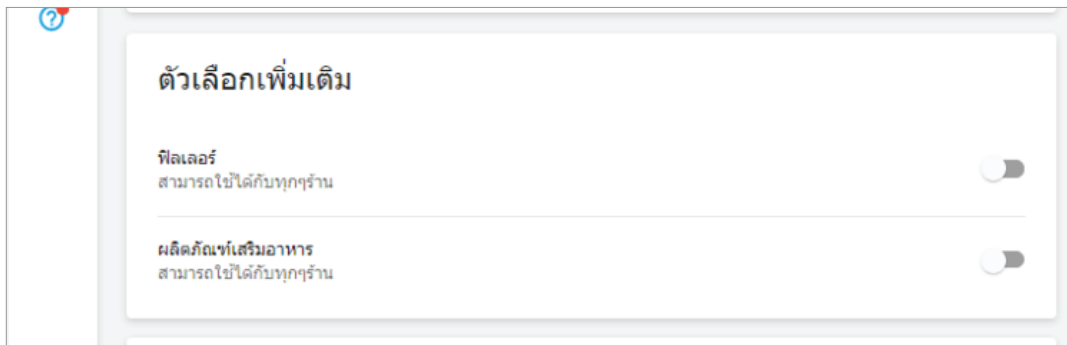 ตัวเลือกเพิ่มเติม
ฟิลเลอร์
สามารถใช้ได้กับทุกๆร้าน
ผลิตภัณฑ์เสริมอาหาร
สามารถใช้ได้กับทุกๆร้าน